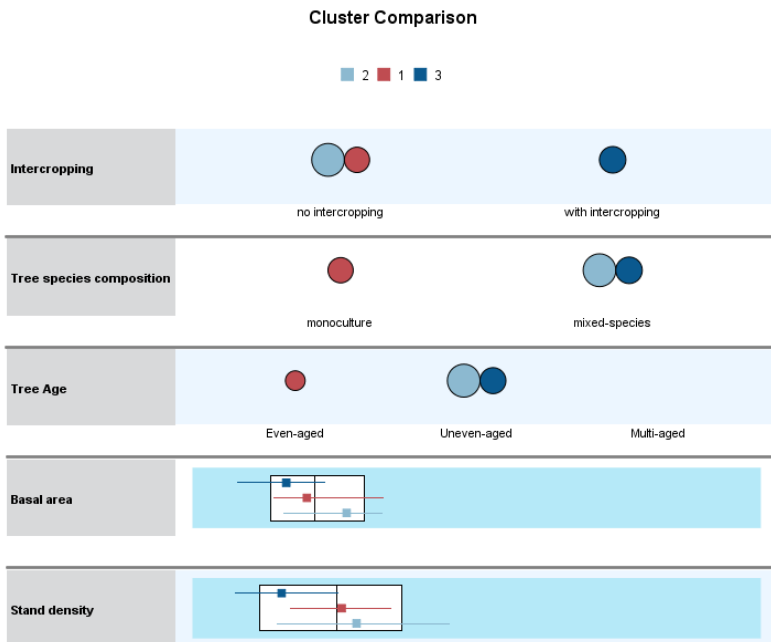 Cluster Comparison
2 1 3
Intercropping
no intercropping with intercropping
Tree species composition
monoculture mixed-species
Tree Age
Even-aged Uneven-aged Multi-aged
Basal area
Stand density